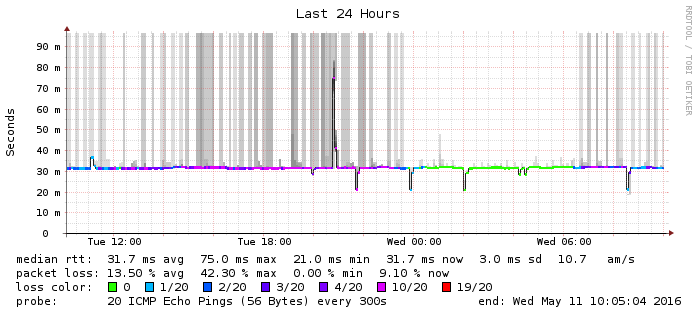 Last 24 Hours
RRDTOOL / TOBI OETIKER
Seconds
90 m
80 m
70 m
60 m
50 m
40 m
30 m
20 m
10 m
0
Tue 12:00 Tue 18:00 Wed 00:00 Wed 06:00
median rtt: 31.7 ms avg 75.0 ms max 21.0 ms min 31.7 ms now 3.0 ms sd 10.7 am/s
packet loss: 13.50 % avg 42.30 % max 0.00 % min 9.10 % now
loss color: 0 1/20 2/20 3/20 4/20 10/20 19/20
probe: 20 ICMP Echo Pings (56 Bytes) every 300s end: Wed May 11 10:05:04 2016